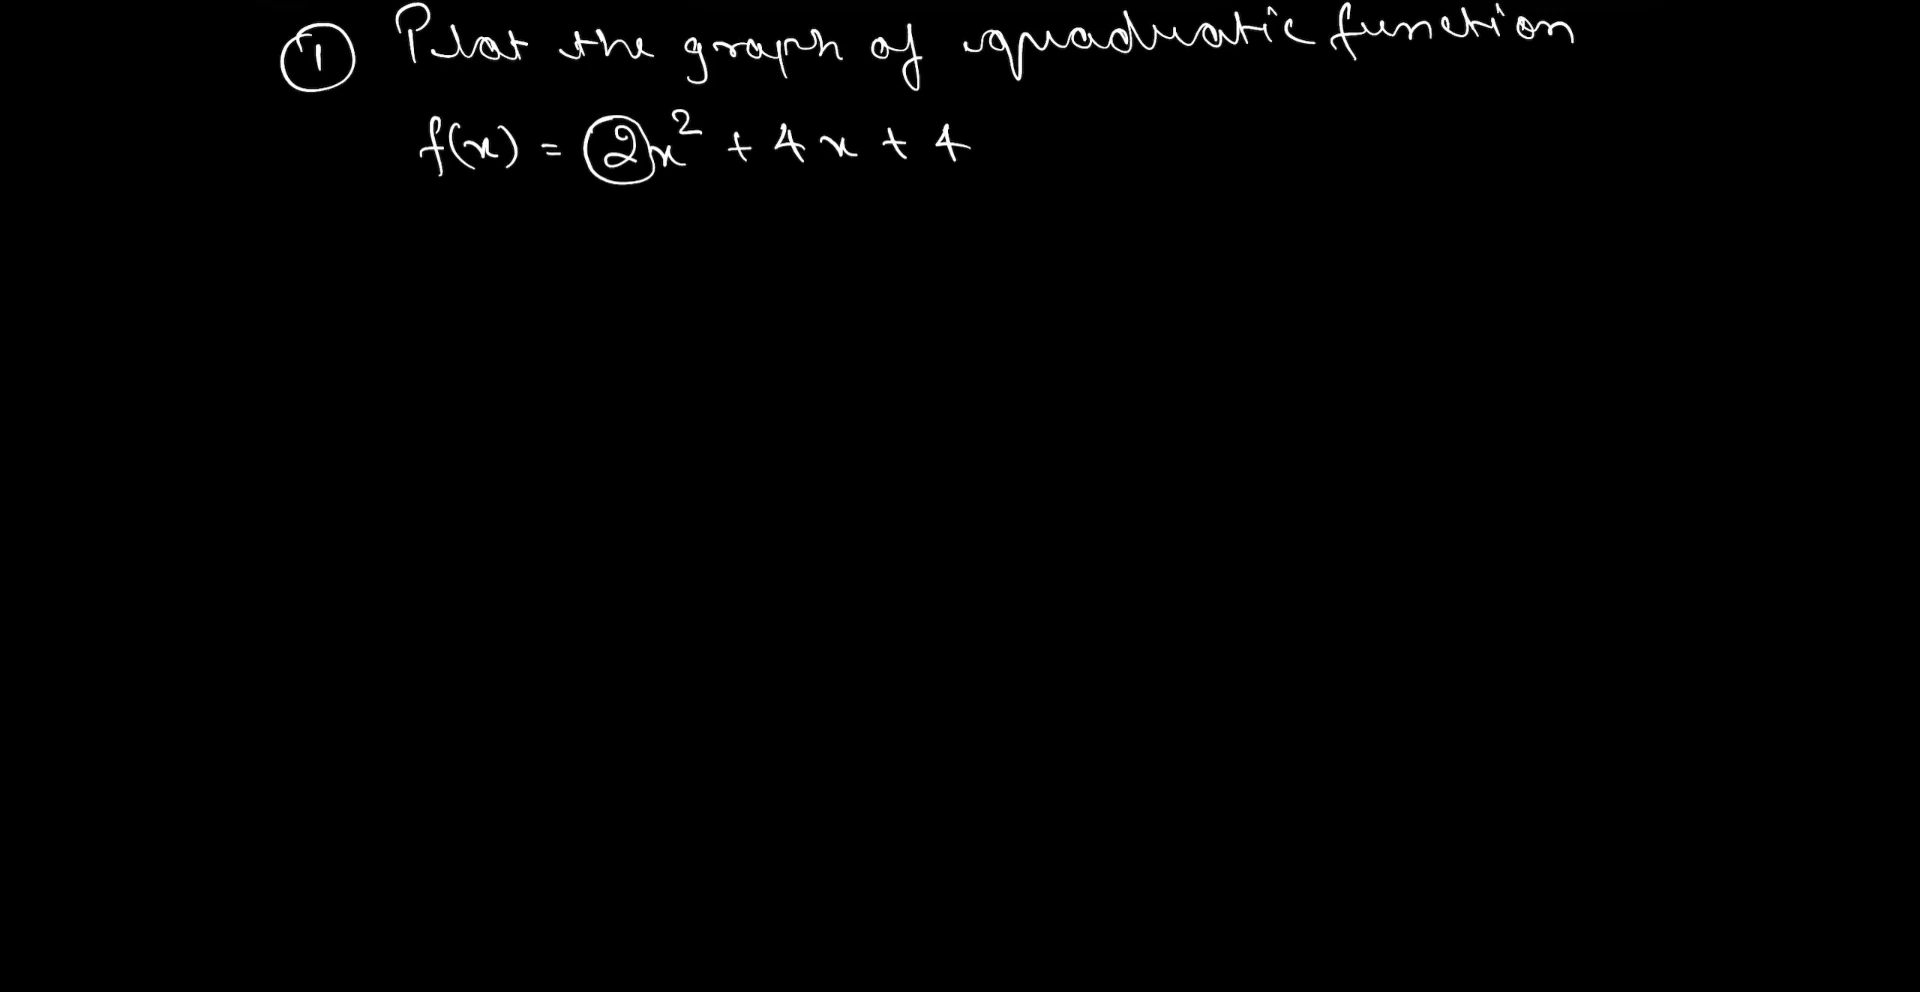 ① Plot the graph of quadratic function
f(x) = 2x² + 4x + 4